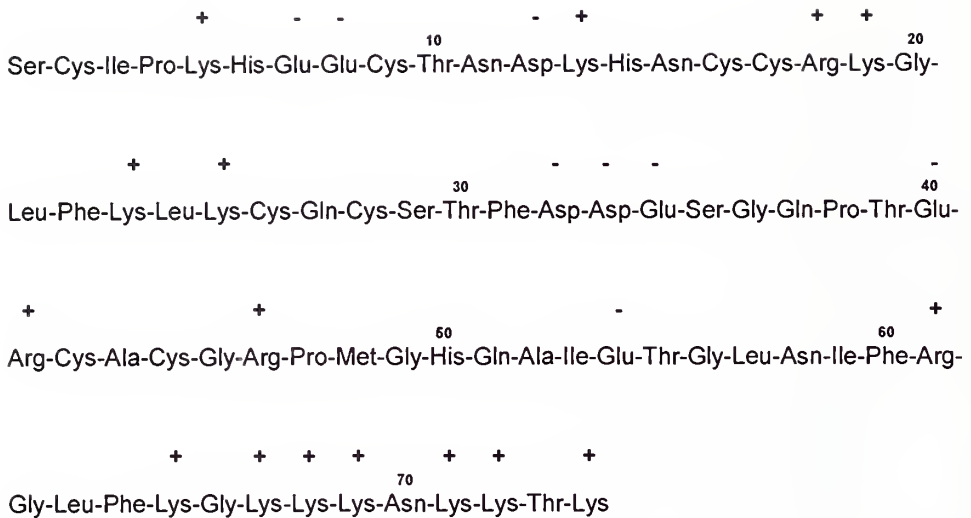 + - - - + + +
10 20
Ser-Cys-Ile-Pro-Lys-His-Glu-Glu-Cys-Thr-Asn-Asp-Lys-His-Asn-Cys-Cys-Arg-Lys-Gly-
+ + - - - -
30 40
Leu-Phe-Lys-Leu-Lys-Cys-Gln-Cys-Ser-Thr-Phe-Asp-Asp-Glu-Ser-Gly-Gln-Pro-Thr-Glu-
+ + - +
50 60
Arg-Cys-Ala-Cys-Gly-Arg-Pro-Met-Gly-His-Gln-Ala-Ile-Glu-Thr-Gly-Leu-Asn-Ile-Phe-Arg-
+ + + + + + +
70
Gly-Leu-Phe-Lys-Gly-Lys-Lys-Lys-Asn-Lys-Lys-Thr-Lys